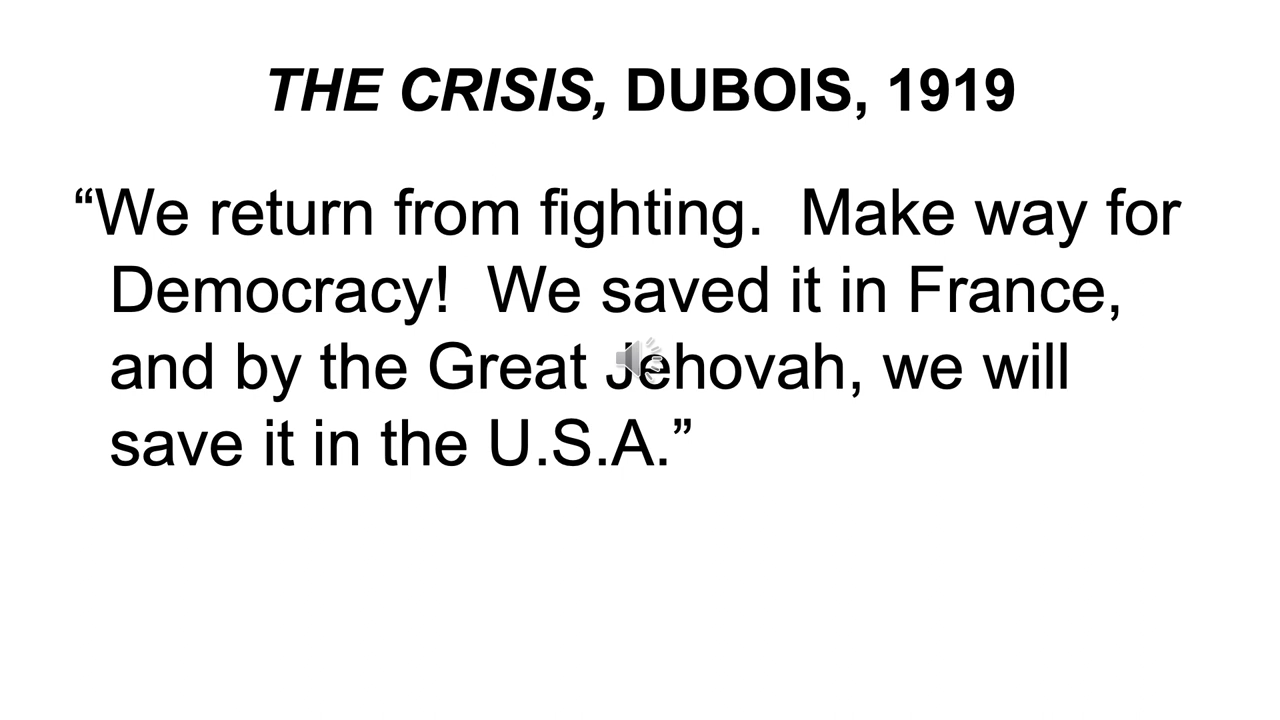 THE CRISIS, DUBOIS, 1919
“We return from fighting.  Make way for
Democracy!  We saved it in France,
and by the Great Jehovah, we will
save it in the U.S.A.”